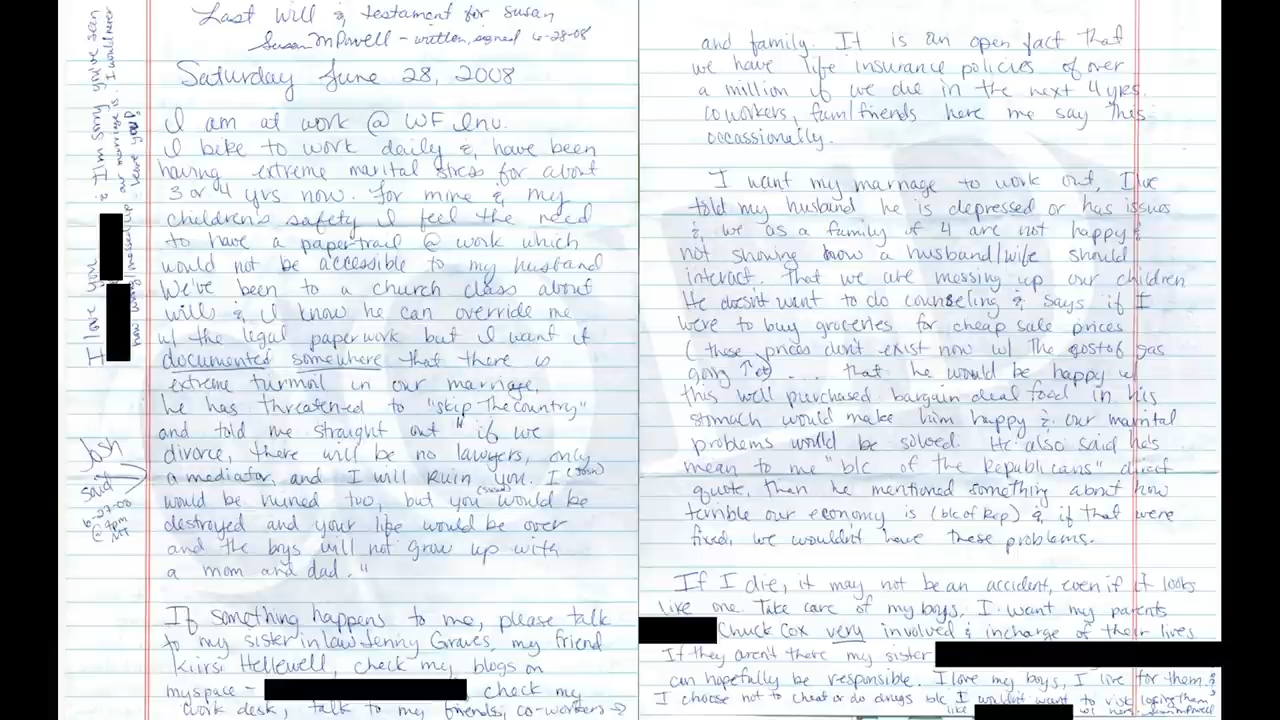 Last will & testament for Susan
Susan M Powell - written, signed 6-28-08
Saturday June 28, 2008
I am at work @ WF Inv.
I bike to work daily &, have been
having extreme marital stress for about
3 or 4 yrs now. For mine & my
children's safety I feel the need
to have a papertrail @ work which
would not be accessible to my husband
We've been to a church class about
wills & I know he can override me
w/ the legal paperwork but I want it
documented somewhere that there is
extreme turmoil in our marriage,
he has threatened to "skip the country"
and told me straight out "if we
divorce, there will be no lawyers, only
a mediator, and I will ruin you. I (Josh)
would be ruined too, but you (susan) would be
destroyed and your life would be over
and the boys will not grow up with
a mom and dad."
If something happens to me, please talk
to my sister in law Jenny Graves, my friend
Kiirsi Hellewell, check my blogs on
myspace - check my
work desk talk to my co-workers &
Josh
said
6-27-08
@ 7pm
MT
I love you & I'm sorry you've seen
how wrong/messed up our marriage is. I would never
leave you!
and family. It is an open fact that
we have life insurance policies of over
a million if we die in the next 4 yrs.
coworkers, fam/friends here me say this
occassionally.
I want my marriage to work out, I've
told my husband he is depressed or has issues
& we as a family of 4 are not happy &
not showing how a husband/wife should
interact. That we are messing up our children
He doesn't want to do counseling & says if I
were to buy groceries for cheap sale prices
(these prices don't exist now w/ the cost of gas
going ↑ etc) .... that he would be happy w/
this well purchased bargain deal food in his
stomach would make him happy & our marital
problems would be solved. He also said he's
mean to me "b/c of the Republicans" direct
quote, then he mentioned something about how
terrible our economy is (b/c of Rep) & if that were
fixed, we wouldn't have these problems.
If I die, it may not be an accident, even if it looks
like one. Take care of my boys. I want my parents
Chuck Cox very involved & incharge of their lives
If they aren't there my sister
can hopefully be responsible. I love my boys, I live for them.
I choose not to cheat or do drugs b/c I wouldn't want to risk losing them
like w/ hers. Susan Powell